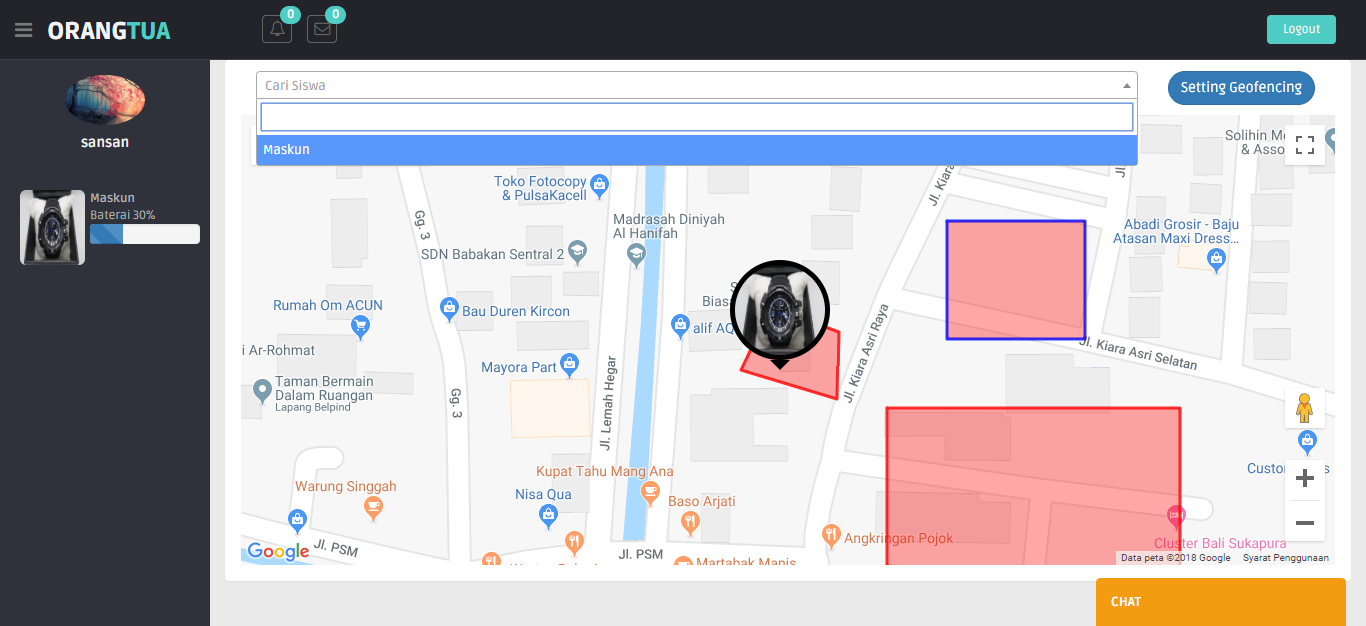 ORANGTUA
0
0
Logout
sansan
Maskun
Baterai 30%
Cari Siswa
Setting Geofencing
Maskun
Solihin
& Asso
Toko Fotocopy
& PulsaKacell
Jl. Kiara
Jl.
Gg. 3
Madrasah Diniyah
Al Hanifah
Abadi Grosir - Baju
Atasan Maxi Dress...
SDN Babakan Sentral 2
Rumah Om ACUN
Bau Duren Kircon
alif
Jl. Kiara Asri Raya
Jl. Kiara Asri Selatan
i Ar-Rohmat
Mayora Part
Jl. Lemah Hegar
Taman Bermain
Dalam Ruangan
Lapang Belpind
Gg. 3
Kupat Tahu Mang Ana
Warung Singgah
Nisa Qua
Baso Arjati
Angkringan Pojok
Cluster Bali Sukapura
Google
Jl. PSM
Jl. PSM
Martabak Manis
Data peta ©2018 Google
Syarat Penggunaan
CHAT